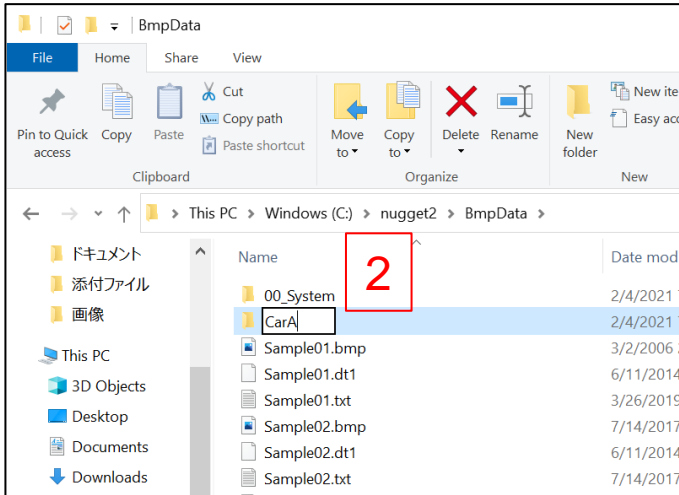 BmpData
File Home Share View
Pin to Quick access
Copy
Paste
Cut
Copy path
Paste shortcut
Clipboard
Move to
Copy to
Delete
Rename
Organize
New folder
New ite
Easy acc
New
This PC > Windows (C:) > nugget2 > BmpData >
ドキュメント
添付ファイル
画像
This PC
3D Objects
Desktop
Documents
Downloads
2
Name Date mod
00_System 2/4/2021
CarA 2/4/2021
Sample01.bmp 3/2/2006
Sample01.dt1 6/11/2014
Sample01.txt 3/26/2019
Sample02.bmp 7/14/2017
Sample02.dt1 6/11/2014
Sample02.txt 7/14/2017